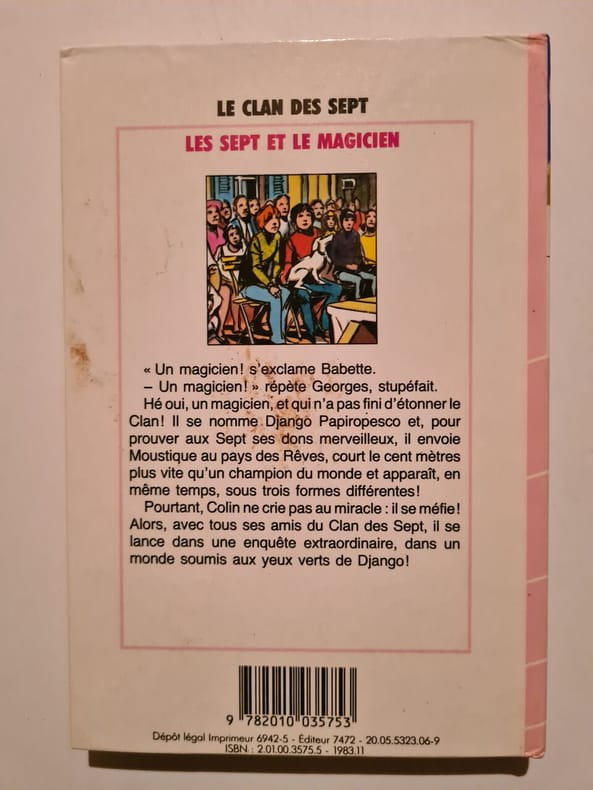 LE CLAN DES SEPT
LES SEPT ET LE MAGICIEN
« Un magicien! s'exclame Babette.
– Un magicien! » répète Georges, stupéfait.
Hé oui, un magicien, et qui n'a pas fini d'étonner le
Clan! Il se nomme Django Papiropesco et, pour
prouver aux Sept ses dons merveilleux, il envoie
Moustique au pays des Rêves, court le cent mètres
plus vite qu'un champion du monde et apparaît, en
même temps, sous trois formes différentes!
Pourtant, Colin ne crie pas au miracle : il se méfie!
Alors, avec tous ses amis du Clan des Sept, il se
lance dans une enquête extraordinaire, dans un
monde soumis aux yeux verts de Django!
9 782010 035753
Dépôt légal Imprimeur 6942-5 - Éditeur 7472 - 20.05.5323.06-9
ISBN : 2.01.00.3575.5 - 1983.11